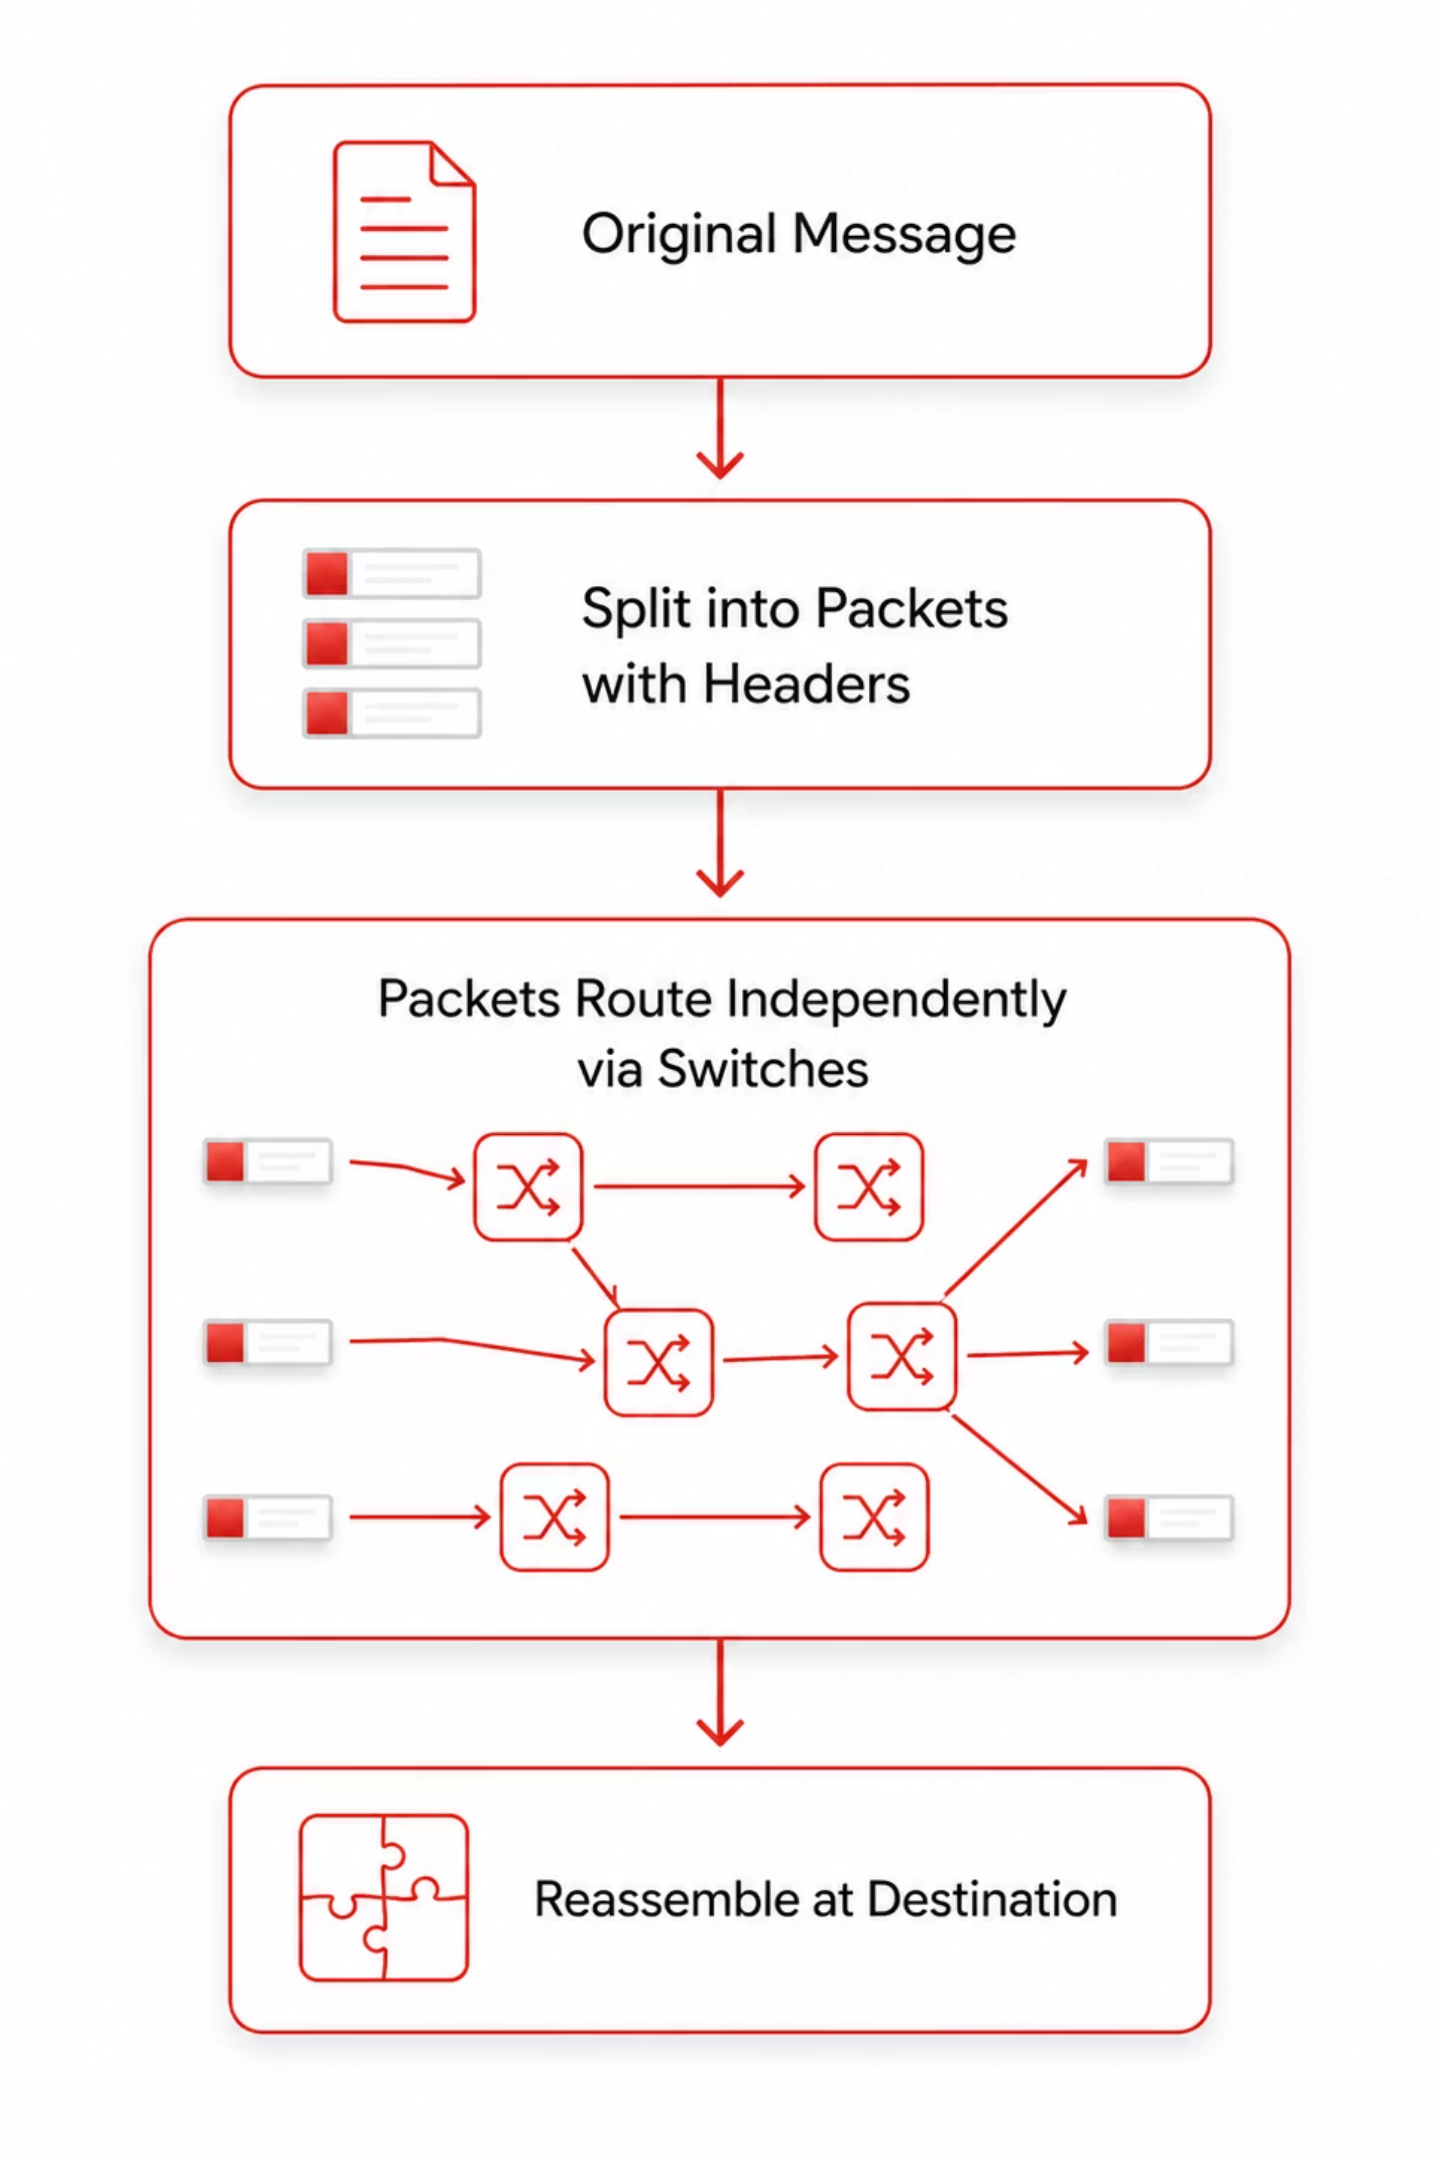 Original Message
Split into Packets
with Headers
Packets Route Independently
via Switches
Reassemble at Destination